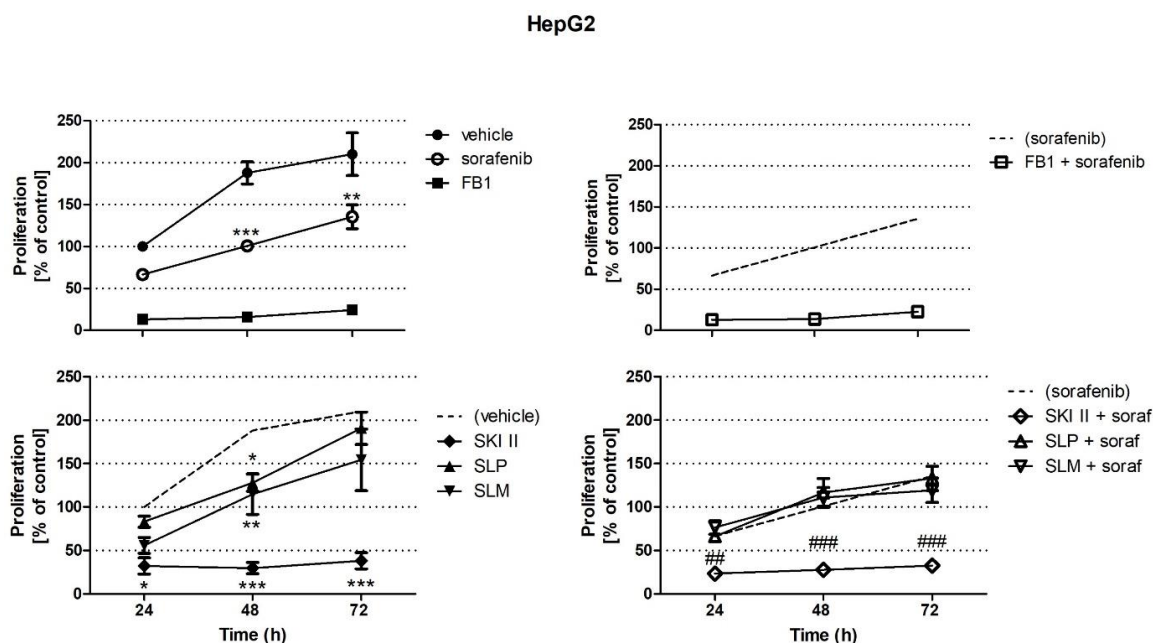 HepG2
Proliferation
[% of control]
250
200
150
100
50
0
***
**
vehicle
sorafenib
FB1
Proliferation
[% of control]
250
200
150
100
50
0
(sorafenib)
FB1 + sorafenib
Proliferation
[% of control]
250
200
150
100
50
0
*
**
*
***
***
24
48
72
Time (h)
(vehicle)
SKI II
SLP
SLM
Proliferation
[% of control]
250
200
150
100
50
0
##
###
###
24
48
72
Time (h)
(sorafenib)
SKI II + soraf
SLP + soraf
SLM + soraf